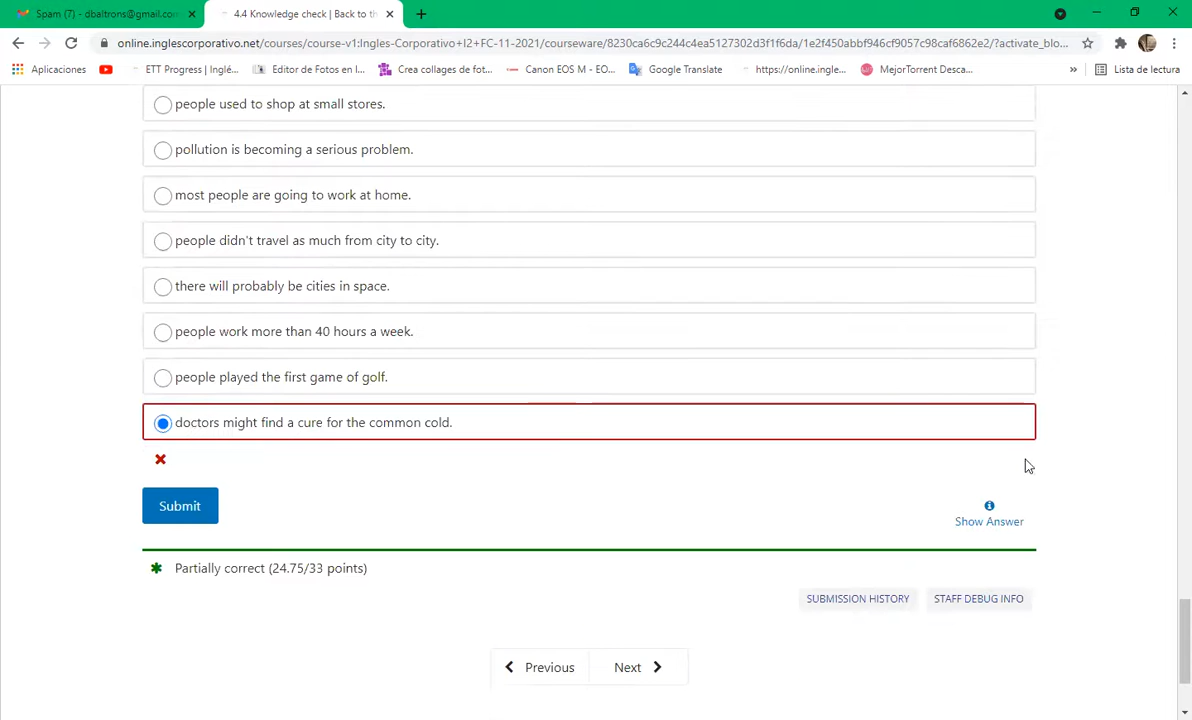 Spam (7) - dbaltrons@gmail.com
4.4 Knowledge check | Back to th
online.inglescorporativo.net/courses/course-v1:Ingles-Corporativo+I2+FC-11-2021/courseware/8230ca6c9c244c4ea5127302d3f1f6da/1e2f450abbf946cf9057c98caf6862e2/?activate_blo...
Aplicaciones
ETT Progress | Inglé...
Editor de Fotos en l...
Crea collages de fot...
Canon EOS M - EO...
Google Translate
https://online.ingle...
MejorTorrent Desca...
»
Lista de lectura
people used to shop at small stores.
pollution is becoming a serious problem.
most people are going to work at home.
people didn't travel as much from city to city.
there will probably be cities in space.
people work more than 40 hours a week.
people played the first game of golf.
doctors might find a cure for the common cold.
Submit
Show Answer
Partially correct (24.75/33 points)
SUBMISSION HISTORY
STAFF DEBUG INFO
Previous
Next